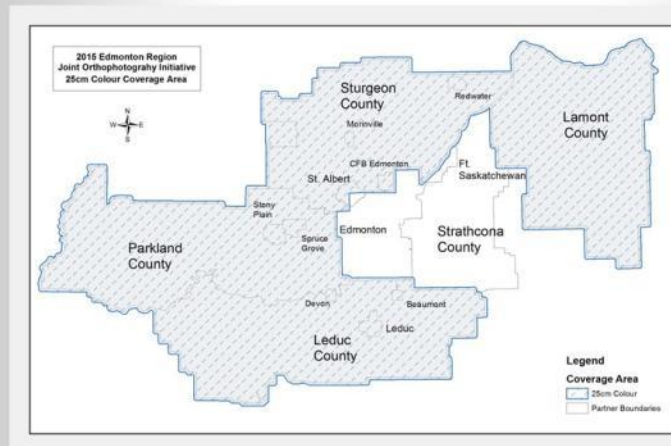 2015 Edmonton Region
Joint Orthophotograhy Initiative
25cm Colour Coverage Area
N
W E
S
Sturgeon
County
Redwater
Lamont
County
Morinville
CFB Edmonton
Ft.
Saskatchewan
St. Albert
Stony
Plain
Edmonton
Strathcona
County
Spruce
Grove
Parkland
County
Devon
Beaumont
Leduc
County
Leduc
Legend
Coverage Area
25cm Colour
Partner Boundaries